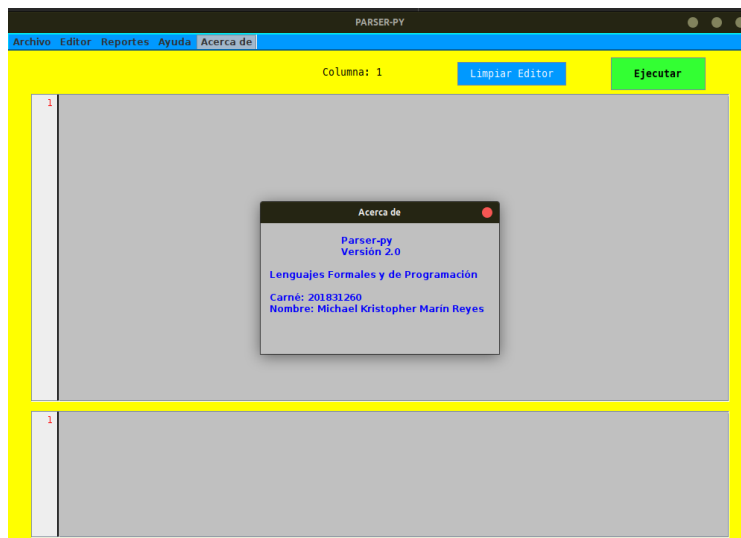 PARSER-PY
Archivo Editor Reportes Ayuda Acerca de
Columna: 1 Limpiar Editor Ejecutar
1
Acerca de
Parser-py
Versión 2.0
Lenguajes Formales y de Programación
Carné: 201831260
Nombre: Michael Kristopher Marín Reyes
1